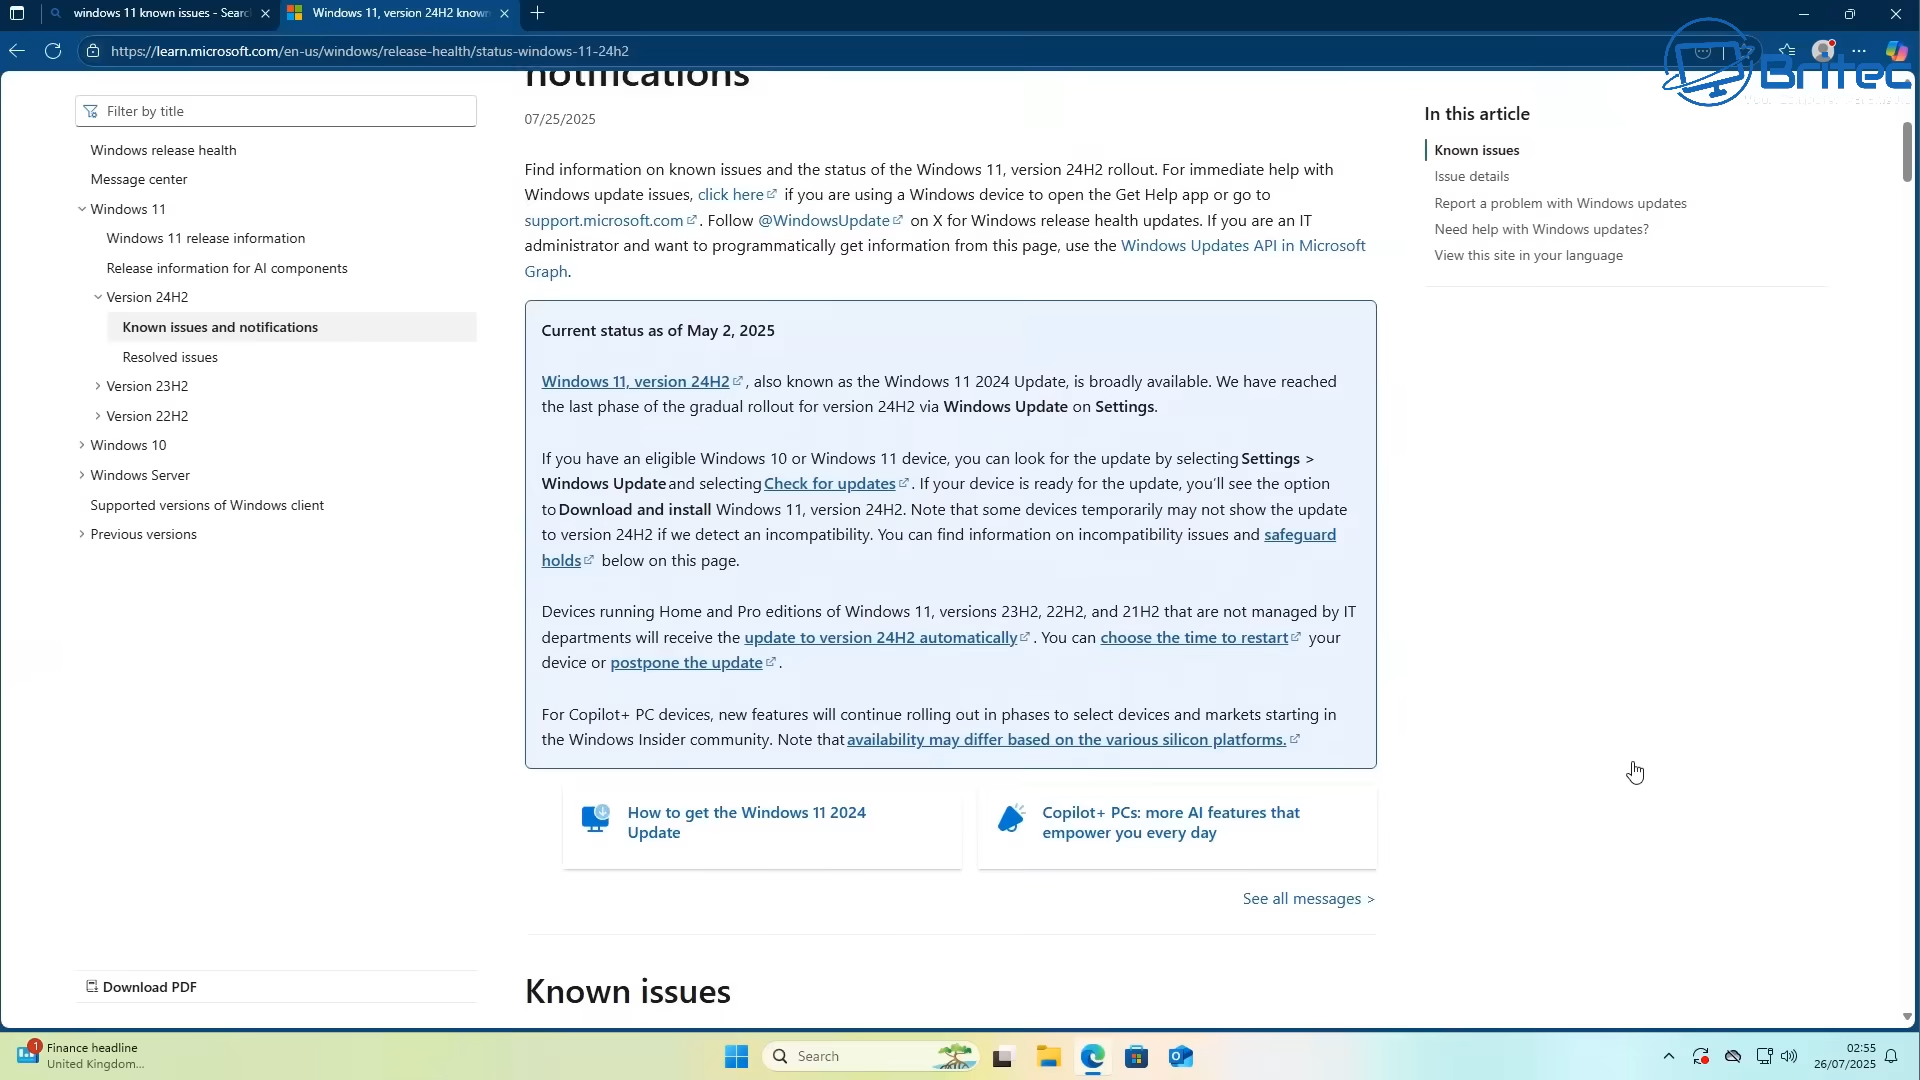 windows 11 known issues - Sear
Windows 11, version 24H2 known
https://learn.microsoft.com/en-us/windows/release-health/status-windows-11-24h2
Britec
Filter by title
Windows release health
Message center
Windows 11
Windows 11 release information
Release information for AI components
Version 24H2
Known issues and notifications
Resolved issues
Version 23H2
Version 22H2
Windows 10
Windows Server
Supported versions of Windows client
Previous versions
Download PDF
notifications
07/25/2025
Find information on known issues and the status of the Windows 11, version 24H2 rollout. For immediate help with
Windows update issues, click here if you are using a Windows device to open the Get Help app or go to
support.microsoft.com. Follow @WindowsUpdate on X for Windows release health updates. If you are an IT
administrator and want to programmatically get information from this page, use the Windows Updates API in Microsoft
Graph.
Current status as of May 2, 2025
Windows 11, version 24H2, also known as the Windows 11 2024 Update, is broadly available. We have reached
the last phase of the gradual rollout for version 24H2 via Windows Update on Settings.
If you have an eligible Windows 10 or Windows 11 device, you can look for the update by selecting Settings >
Windows Update and selecting Check for updates. If your device is ready for the update, you'll see the option
to Download and install Windows 11, version 24H2. Note that some devices temporarily may not show the update
to version 24H2 if we detect an incompatibility. You can find information on incompatibility issues and safeguard
holds below on this page.
Devices running Home and Pro editions of Windows 11, versions 23H2, 22H2, and 21H2 that are not managed by IT
departments will receive the update to version 24H2 automatically. You can choose the time to restart your
device or postpone the update.
For Copilot+ PC devices, new features will continue rolling out in phases to select devices and markets starting in
the Windows Insider community. Note that availability may differ based on the various silicon platforms.
How to get the Windows 11 2024
Update
Copilot+ PCs: more AI features that
empower you every day
See all messages >
Known issues
In this article
Known issues
Issue details
Report a problem with Windows updates
Need help with Windows updates?
View this site in your language
1
Finance headline
United Kingdom...
Search
02:55
26/07/2025